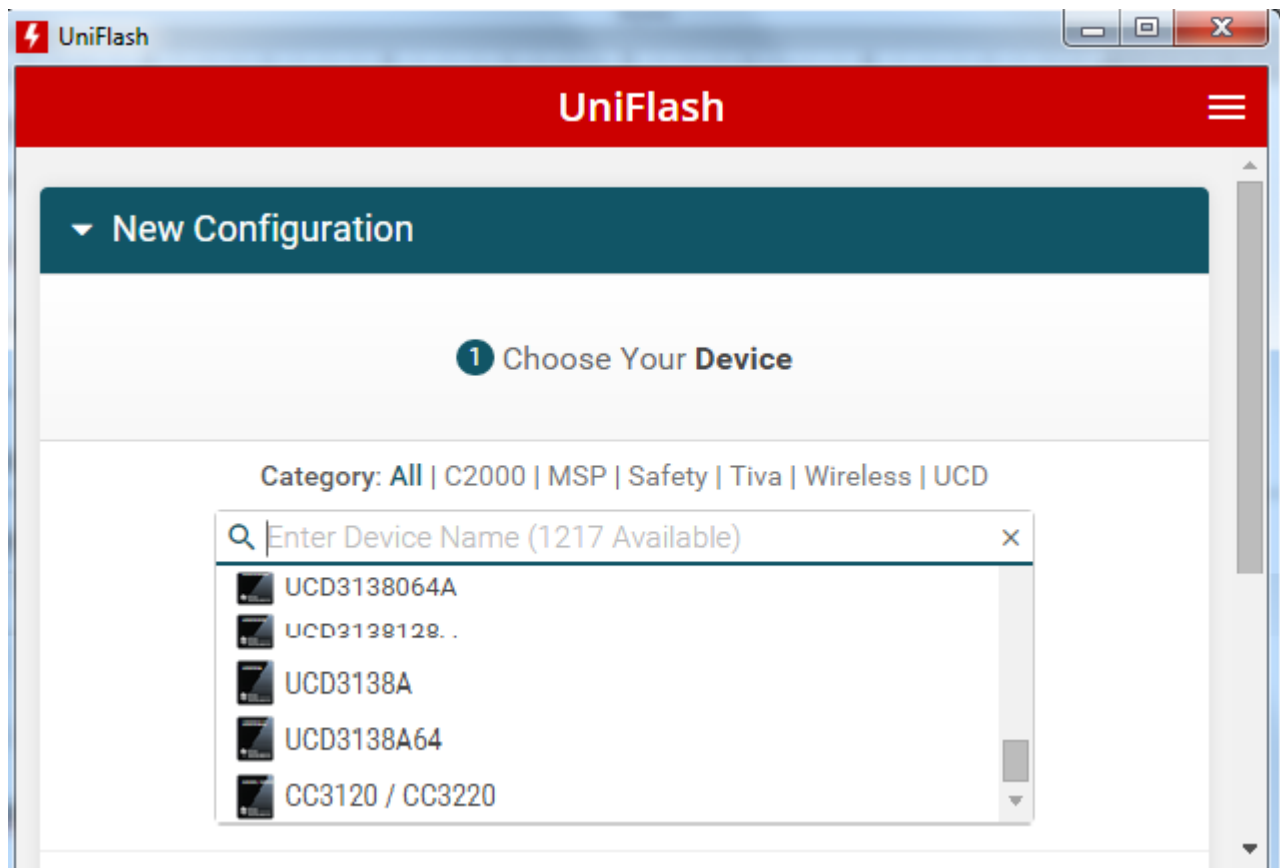 UniFlash
UniFlash
New Configuration
1 Choose Your Device
Category: All | C2000 | MSP | Safety | Tiva | Wireless | UCD
Enter Device Name (1217 Available)
UCD3138064A
UCD3138A
UCD3138A64
CC3120 / CC3220